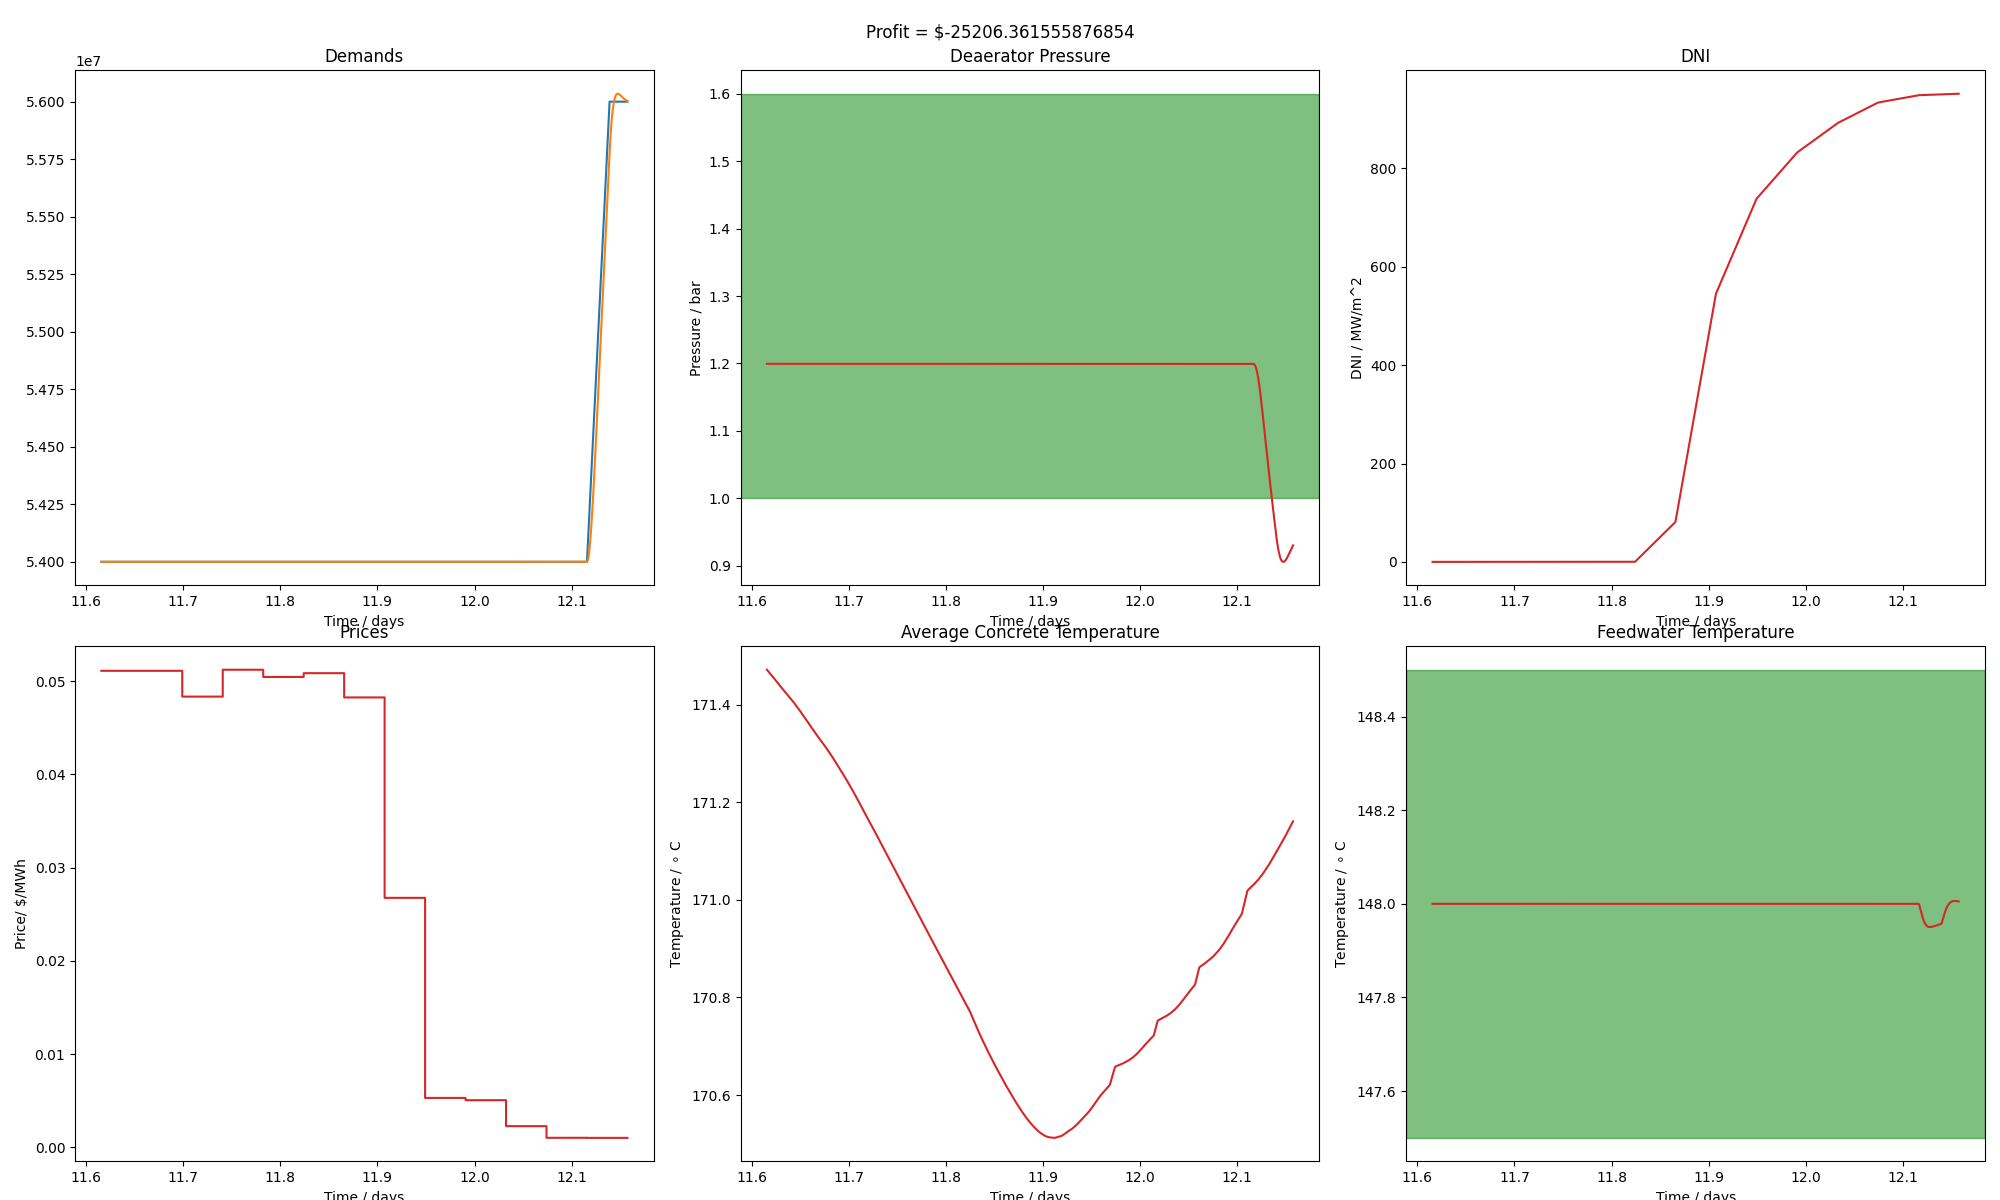 Profit = $-25206.361555876854
Demands
1e7
5.600
5.575
5.550
5.525
5.500
5.475
5.450
5.425
5.400
11.6 11.7 11.8 11.9 12.0 12.1
Time / days
Deaerator Pressure
Pressure / bar
1.6
1.5
1.4
1.3
1.2
1.1
1.0
0.9
11.6 11.7 11.8 11.9 12.0 12.1
Time / days
DNI
DNI / MW/m^2
800
600
400
200
0
11.6 11.7 11.8 11.9 12.0 12.1
Time / days
Prices
Price/ $/MWh
0.05
0.04
0.03
0.02
0.01
0.00
11.6 11.7 11.8 11.9 12.0 12.1
Time / days
Average Concrete Temperature
Temperature / ∘ C
171.4
171.2
171.0
170.8
170.6
11.6 11.7 11.8 11.9 12.0 12.1
Time / days
Feedwater Temperature
Temperature / ∘ C
148.4
148.2
148.0
147.8
147.6
11.6 11.7 11.8 11.9 12.0 12.1
Time / days